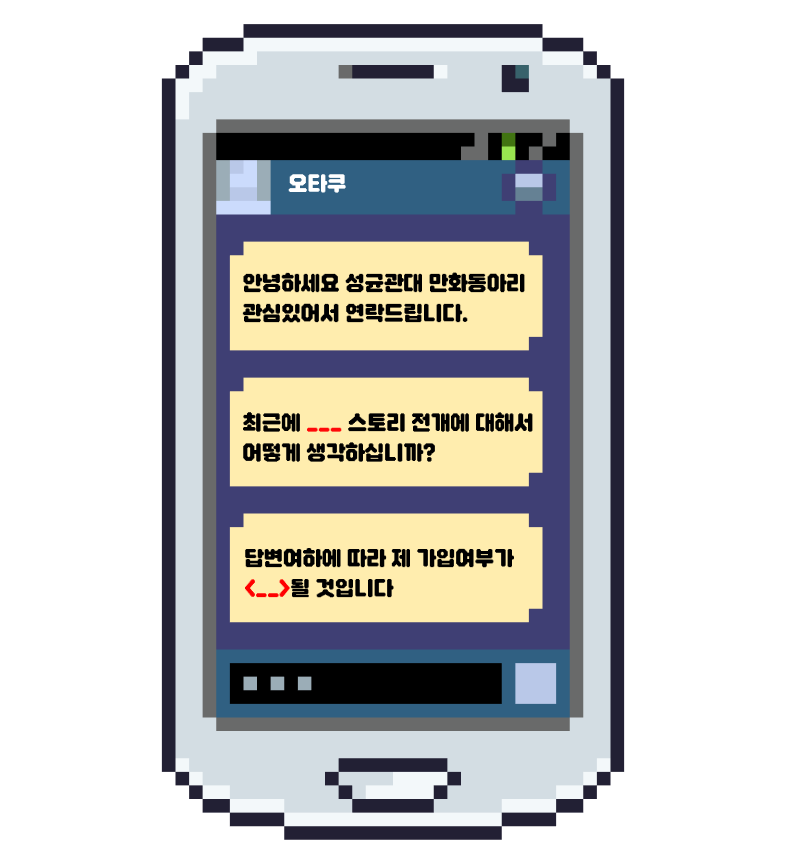 오타쿠
안녕하세요 성균관대 만화동아리
관심있어서 연락드립니다.
최근에 ___ 스토리 전개에 대해서
어떻게 생각하십니까?
답변여하에 따라 제 가입여부가
<__>될 것입니다